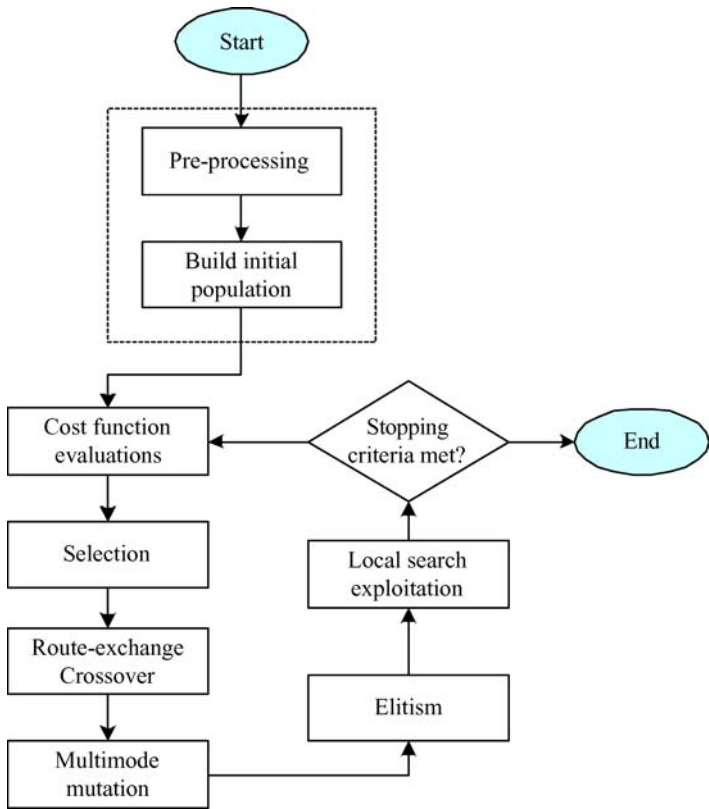 Start
Pre-processing
Build initial
population
Cost function
evaluations
Selection
Route-exchange
Crossover
Multimode
mutation
Elitism
Local search
exploitation
Stopping
criteria met?
End